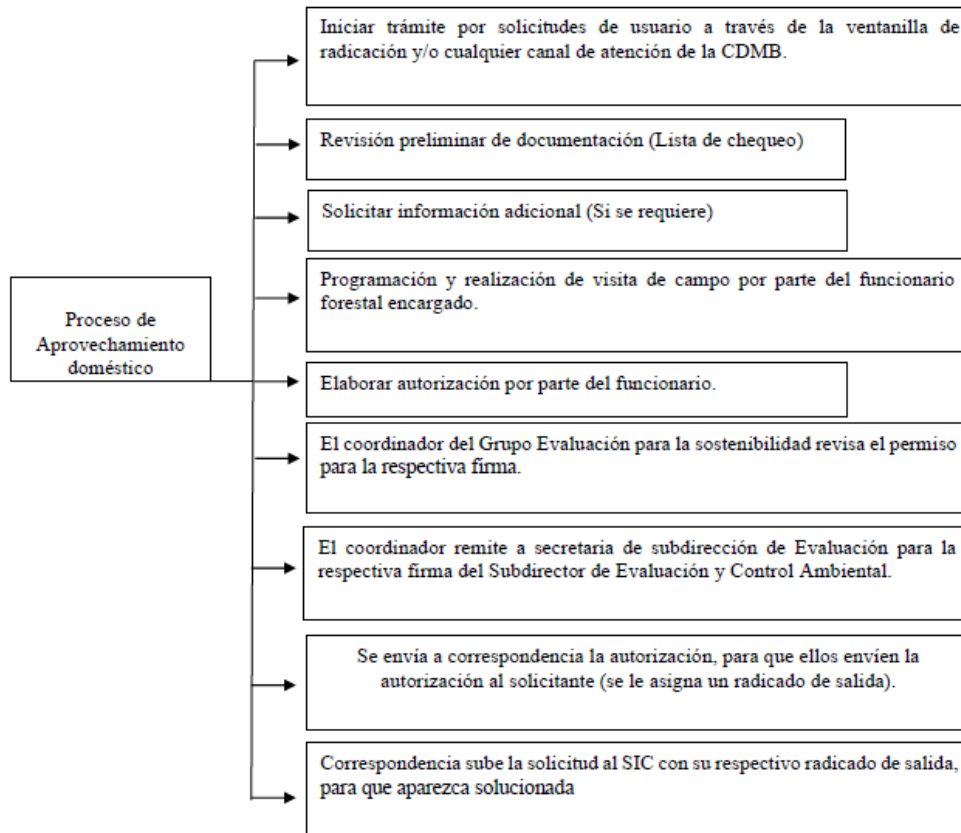 Iniciar trámite por solicitudes de usuario a través de la ventanilla de
radicación y/o cualquier canal de atención de la CDMB.
Revisión preliminar de documentación (Lista de chequeo)
Solicitar información adicional (Si se requiere)
Programación y realización de visita de campo por parte del funcionario
forestal encargado.
Proceso de
Aprovechamiento
doméstico
Elaborar autorización por parte del funcionario.
El coordinador del Grupo Evaluación para la sostenibilidad revisa el permiso
para la respectiva firma.
El coordinador remite a secretaria de subdirección de Evaluación para la
respectiva firma del Subdirector de Evaluación y Control Ambiental.
Se envía a correspondencia la autorización, para que ellos envíen la
autorización al solicitante (se le asigna un radicado de salida).
Correspondencia sube la solicitud al SIC con su respectivo radicado de salida,
para que aparezca solucionada